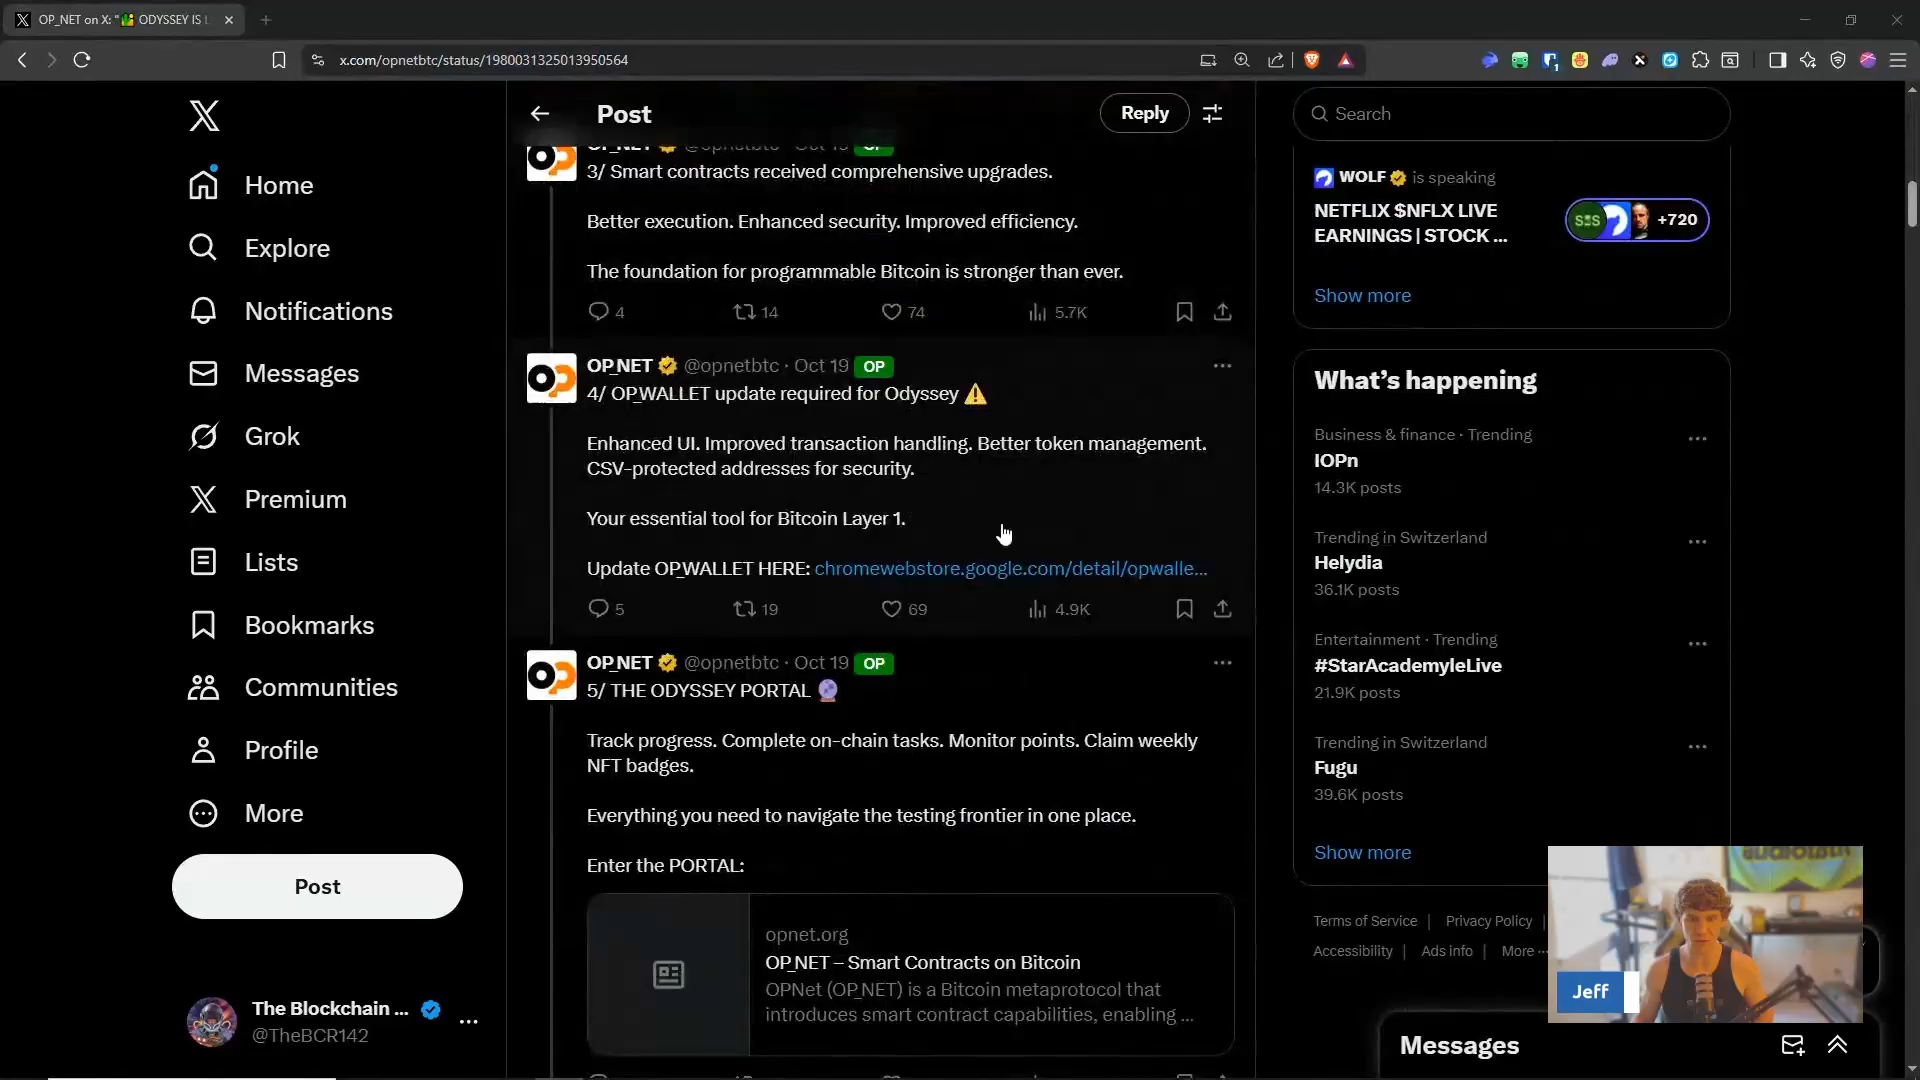 OP_NET on X: "🐸 ODYSSEY IS L
x.com/opnetbtc/status/1980031325013950564
Home
Explore
Notifications
Messages
Grok
Premium
Lists
Bookmarks
Profile
Communities
More
Post
The Blockchain ...
@TheBCR142
Post
Reply
OP_NET @opnetbtc · Oct 19 OP
3/ Smart contracts received comprehensive upgrades.
Better execution. Enhanced security. Improved efficiency.
The foundation for programmable Bitcoin is stronger than ever.
4 14 74 5.7K
OP_NET @opnetbtc · Oct 19 OP
4/ OP_WALLET update required for Odyssey ⚠️
Enhanced UI. Improved transaction handling. Better token management.
CSV-protected addresses for security.
Your essential tool for Bitcoin Layer 1.
Update OP_WALLET HERE: chromewebstore.google.com/detail/opwalle...
5 19 69 4.9K
OP_NET @opnetbtc · Oct 19 OP
5/ THE ODYSSEY PORTAL 🔮
Track progress. Complete on-chain tasks. Monitor points. Claim weekly
NFT badges.
Everything you need to navigate the testing frontier in one place.
Enter the PORTAL:
opnet.org
OP_NET – Smart Contracts on Bitcoin
OPNet (OP_NET) is a Bitcoin metaprotocol that
introduces smart contract capabilities, enabling ...
Search
WOLF is speaking
NETFLIX $NFLX LIVE
EARNINGS | STOCK ...
+720
Show more
What's happening
Business & finance · Trending
IOPn
14.3K posts
Trending in Switzerland
Helydia
36.1K posts
Entertainment · Trending
#StarAcademyleLive
21.9K posts
Trending in Switzerland
Fugu
39.6K posts
Show more
Terms of Service | Privacy Policy |
Accessibility | Ads info | More ...
Jeff
Messages